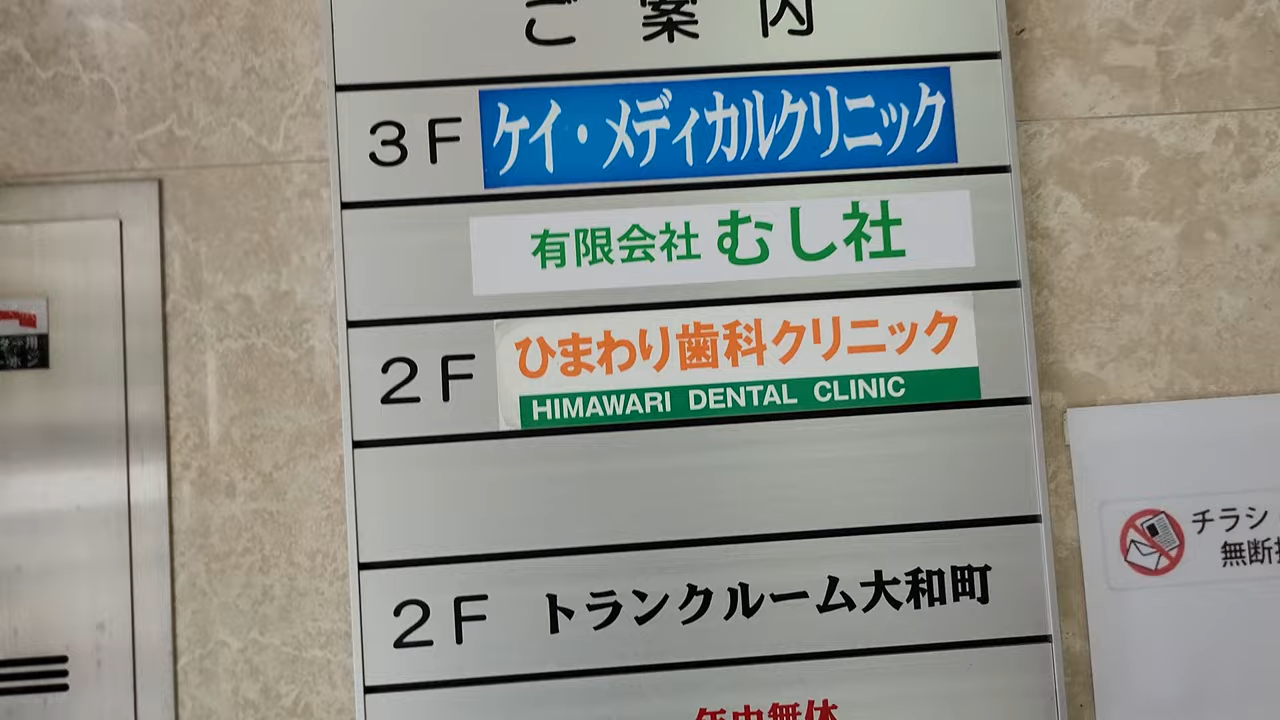 ご案内
3F ケイ・メディカルクリニック
有限会社 むし社
2F ひまわり歯科クリニック
HIMAWARI DENTAL CLINIC
2F トランクルーム大和町
年中無休
チラシ
無断